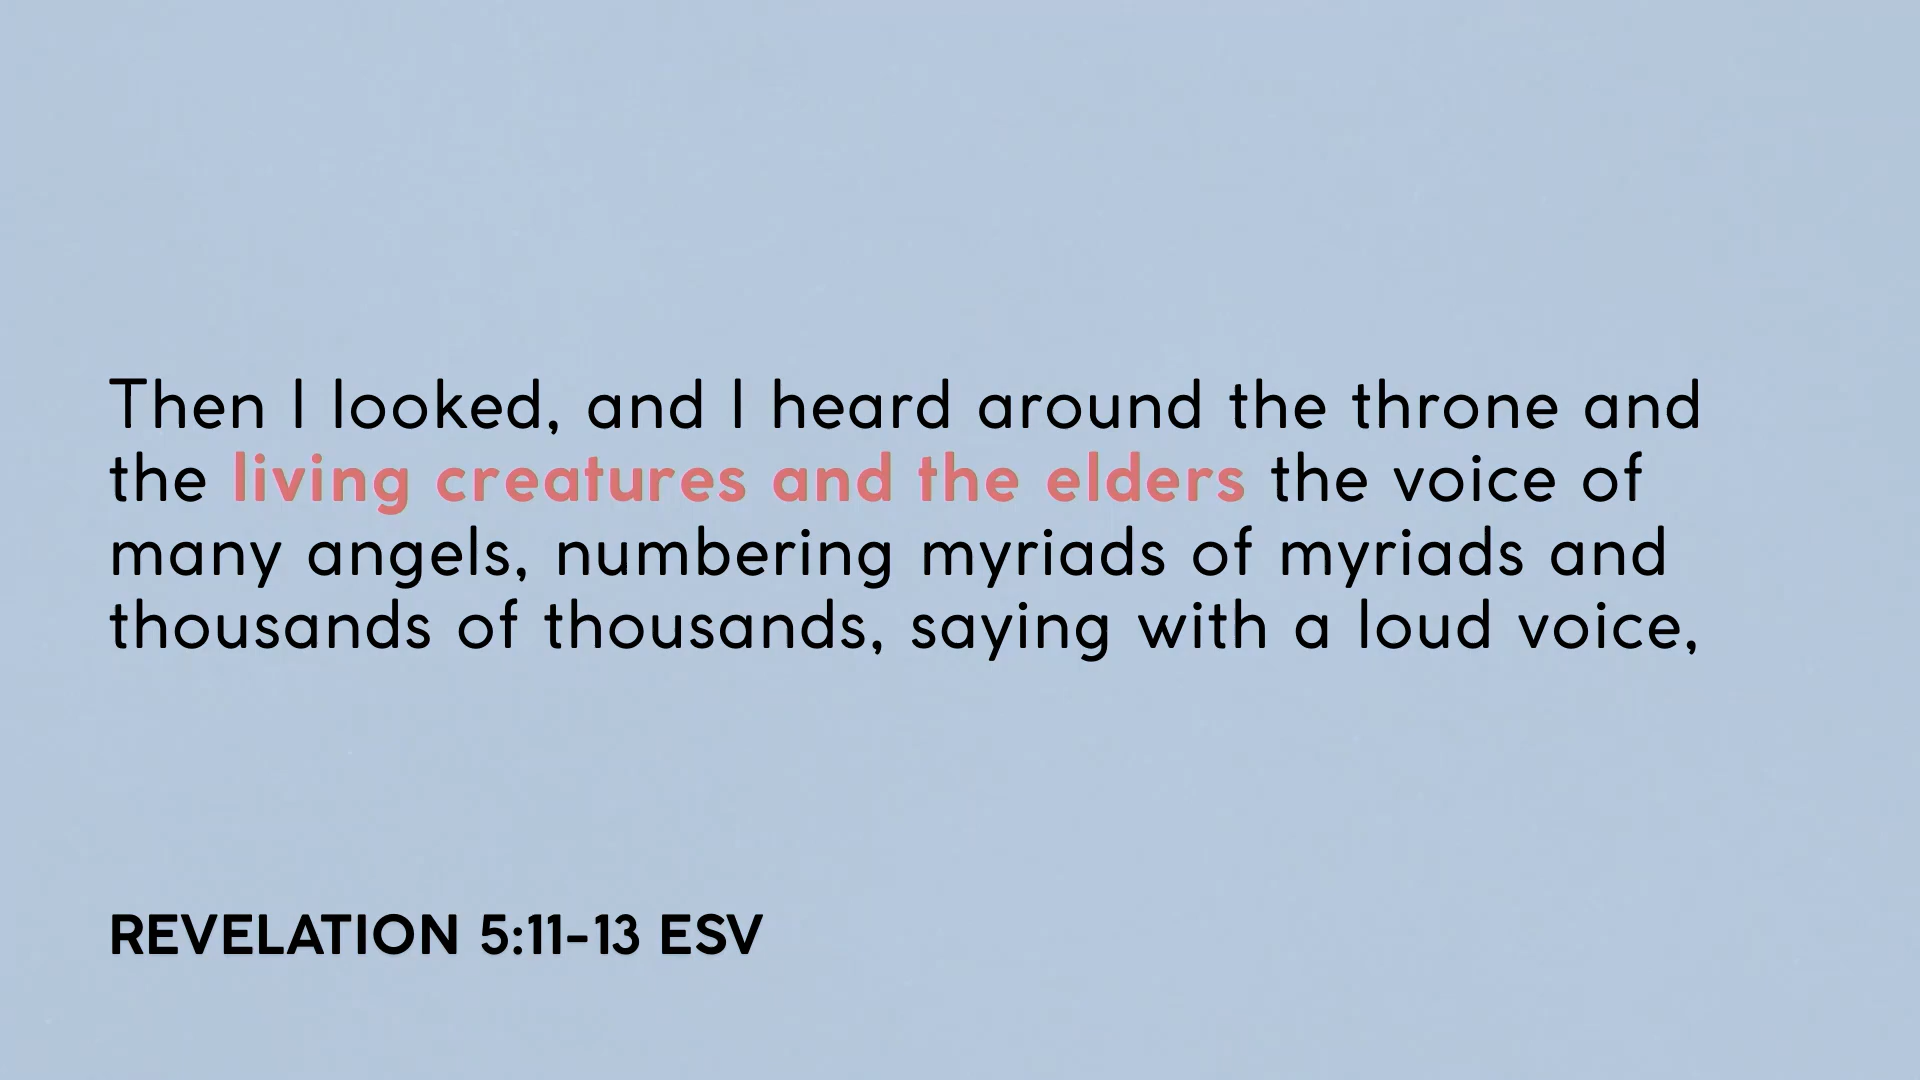 Then I looked, and I heard around the throne and
the living creatures and the elders the voice of
many angels, numbering myriads of myriads and
thousands of thousands, saying with a loud voice,
REVELATION 5:11-13 ESV